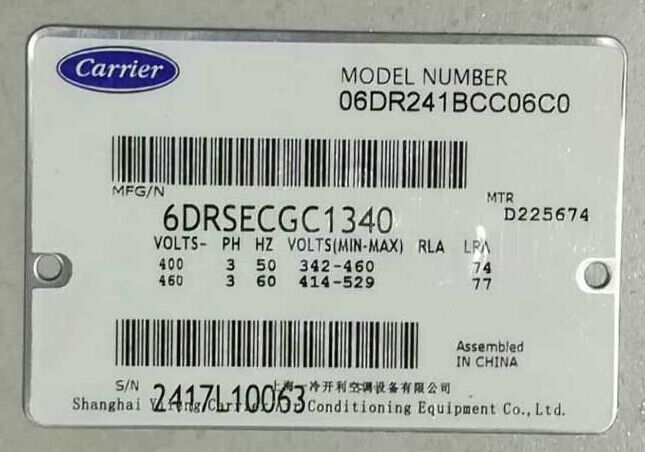 Carrier
MODEL NUMBER
06DR241BCC06C0
MFG/N
6DRSECGC1340
MTR
D225674
VOLTS- PH HZ VOLTS(MIN-MAX) RLA LRA
400 3 50 342-460 74
460 3 60 414-529 77
Assembled
IN CHINA
S/N 2417L10063
上海一冷开利空调设备有限公司
Shanghai Carrier Conditioning Equipment Co.,Ltd.